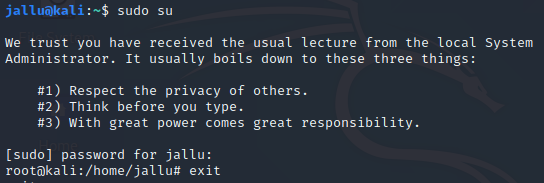 jallu@kali:~$ sudo su
We trust you have received the usual lecture from the local System
Administrator. It usually boils down to these three things:
#1) Respect the privacy of others.
#2) Think before you type.
#3) With great power comes great responsibility.
[sudo] password for jallu:
root@kali:/home/jallu# exit